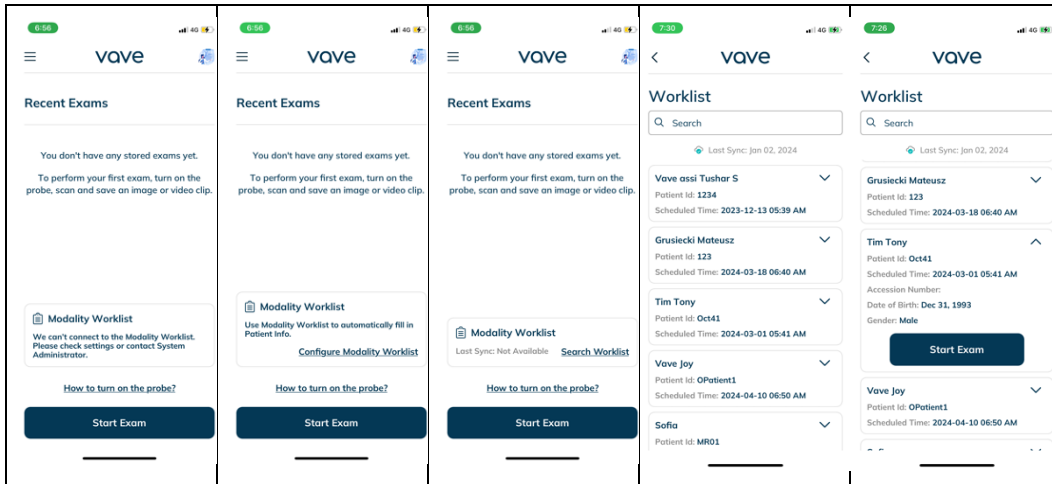 6:56
4G
vave
Recent Exams
You don't have any stored exams yet.
To perform your first exam, turn on the
probe, scan and save an image or video clip.
Modality Worklist
We can't connect to the Modality Worklist.
Please check settings or contact System
Administrator.
How to turn on the probe?
Start Exam
6:56
4G
vave
Recent Exams
You don't have any stored exams yet.
To perform your first exam, turn on the
probe, scan and save an image or video clip.
Modality Worklist
Use Modality Worklist to automatically fill in
Patient Info.
Configure Modality Worklist
How to turn on the probe?
Start Exam
6:56
4G
vave
Recent Exams
You don't have any stored exams yet.
To perform your first exam, turn on the
probe, scan and save an image or video clip.
Modality Worklist
Last Sync: Not Available Search Worklist
How to turn on the probe?
Start Exam
7:30
4G
vave
Worklist
Search
Last Sync: Jan 02, 2024
Vave assi Tushar S
Patient Id: 1234
Scheduled Time: 2023-12-13 05:39 AM
Grusiecki Mateusz
Patient Id: 123
Scheduled Time: 2024-03-18 06:40 AM
Tim Tony
Patient Id: Oct41
Scheduled Time: 2024-03-01 05:41 AM
Vave Joy
Patient Id: OPatient1
Scheduled Time: 2024-04-10 06:50 AM
Sofia
Patient Id: MR01
7:26
4G
vave
Worklist
Search
Last Sync: Jan 02, 2024
Grusiecki Mateusz
Patient Id: 123
Scheduled Time: 2024-03-18 06:40 AM
Tim Tony
Patient Id: Oct41
Scheduled Time: 2024-03-01 05:41 AM
Accession Number:
Date of Birth: Dec 31, 1993
Gender: Male
Start Exam
Vave Joy
Patient Id: OPatient1
Scheduled Time: 2024-04-10 06:50 AM